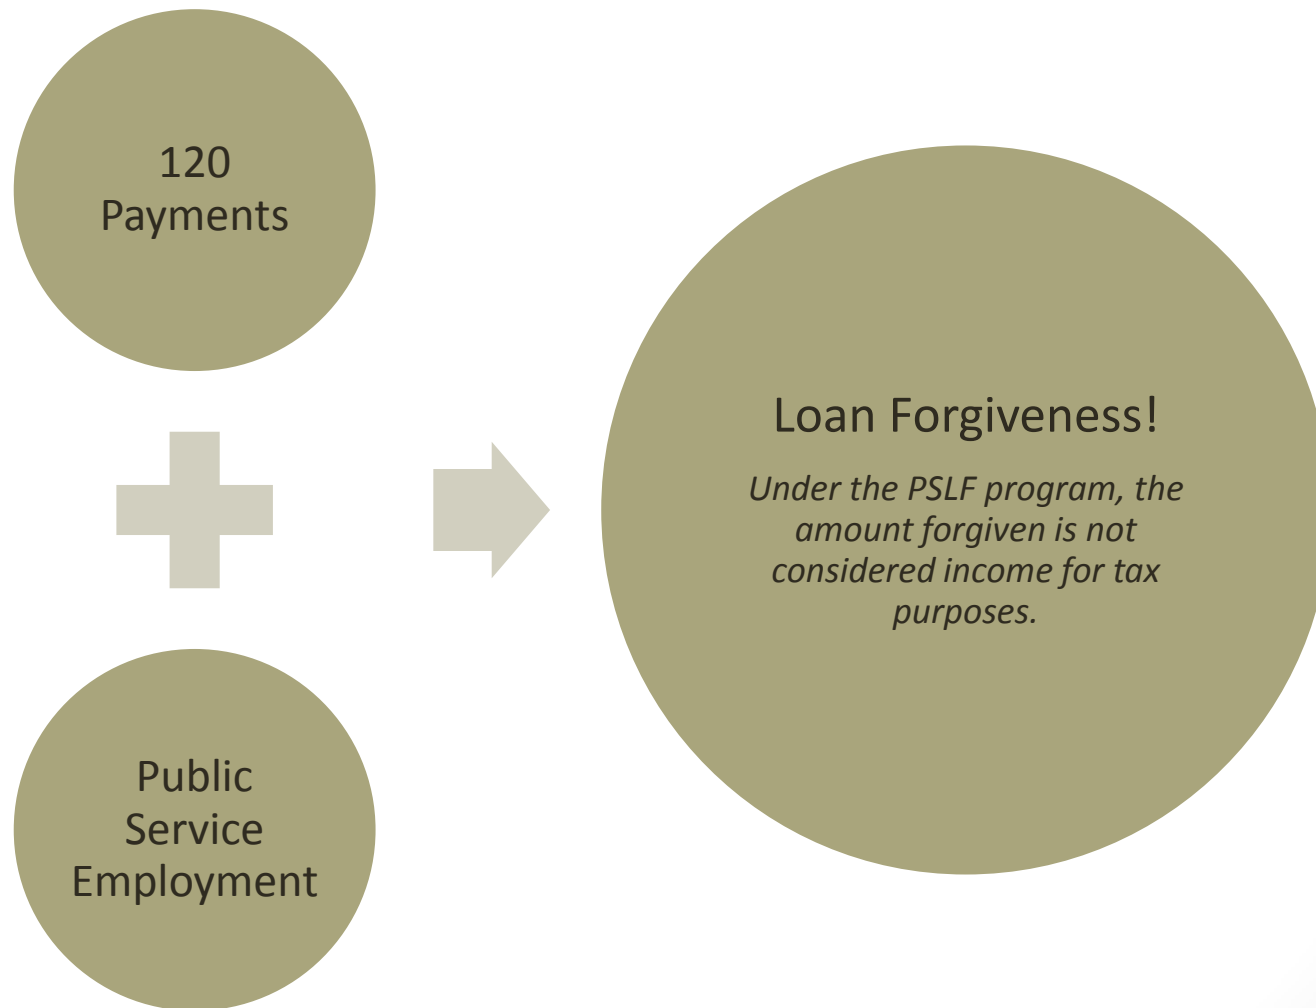 120
Payments
Public
Service
Employment
Loan Forgiveness!
Under the PSLF program, the
amount forgiven is not
considered income for tax
purposes.